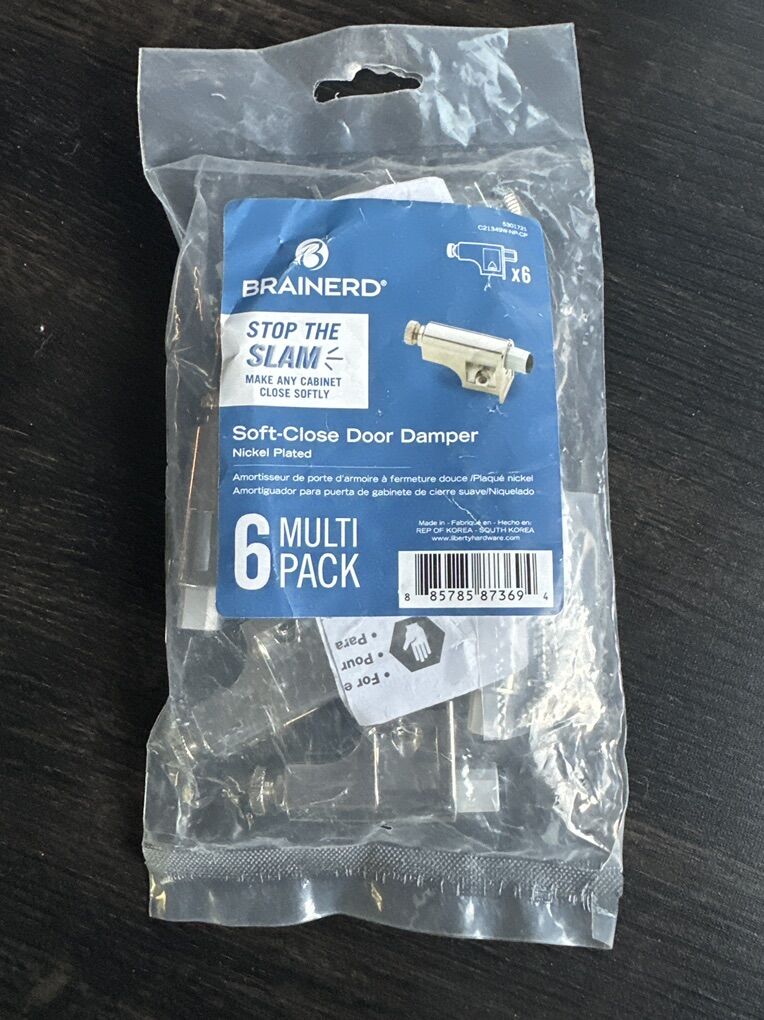 5301721
C21349W-NP-CP
x6
BRAINERD®
STOP THE
SLAM
MAKE ANY CABINET
CLOSE SOFTLY
Soft-Close Door Damper
Nickel Plated
Amortisseur de porte d'armoire à fermeture douce /Plaqué nickel
Amortiguador para puerta de gabinete de cierre suave/Niquelado
6 MULTI
PACK
Made in - Fabriqué en - Hecho en:
REP OF KOREA - SOUTH KOREA
www.libertyhardware.com
8 85785 87369 4
• For e
• Pour
• Para